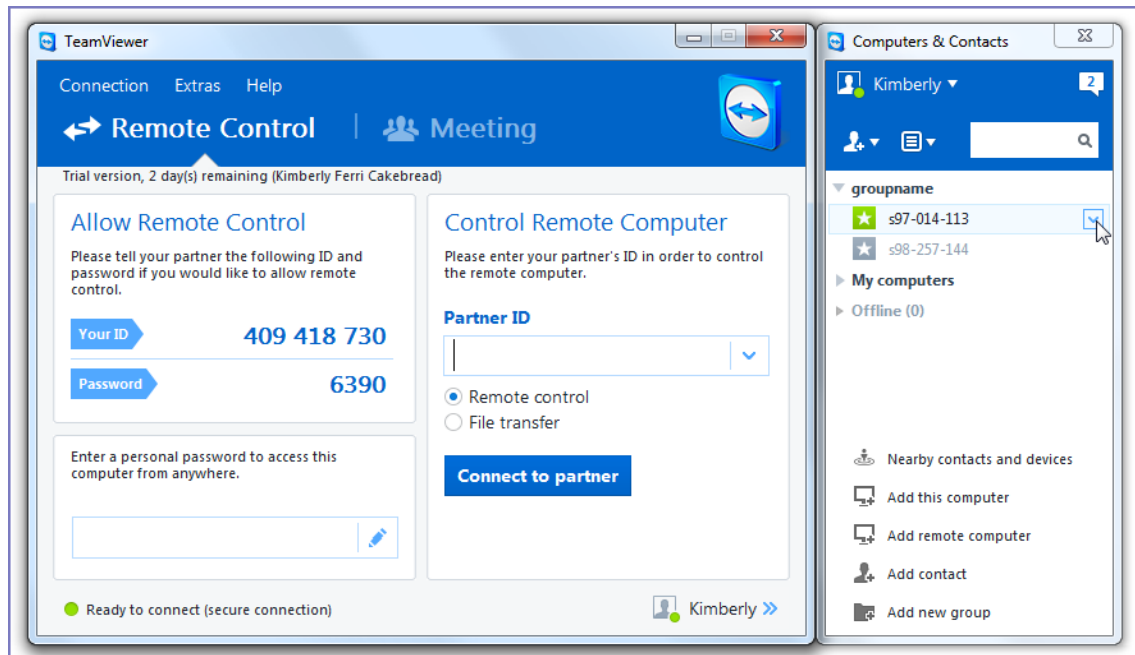 TeamViewer
Connection Extras Help
Remote Control Meeting
Trial version, 2 day(s) remaining (Kimberly Ferri Cakebread)
Allow Remote Control
Please tell your partner the following ID and
password if you would like to allow remote
control.
Your ID 409 418 730
Password 6390
Enter a personal password to access this
computer from anywhere.
Control Remote Computer
Please enter your partner's ID in order to control
the remote computer.
Partner ID
Remote control
File transfer
Connect to partner
Ready to connect (secure connection)
Kimberly
Computers & Contacts
Kimberly 2
groupname
s97-014-113
s98-257-144
My computers
Offline (0)
Nearby contacts and devices
Add this computer
Add remote computer
Add contact
Add new group